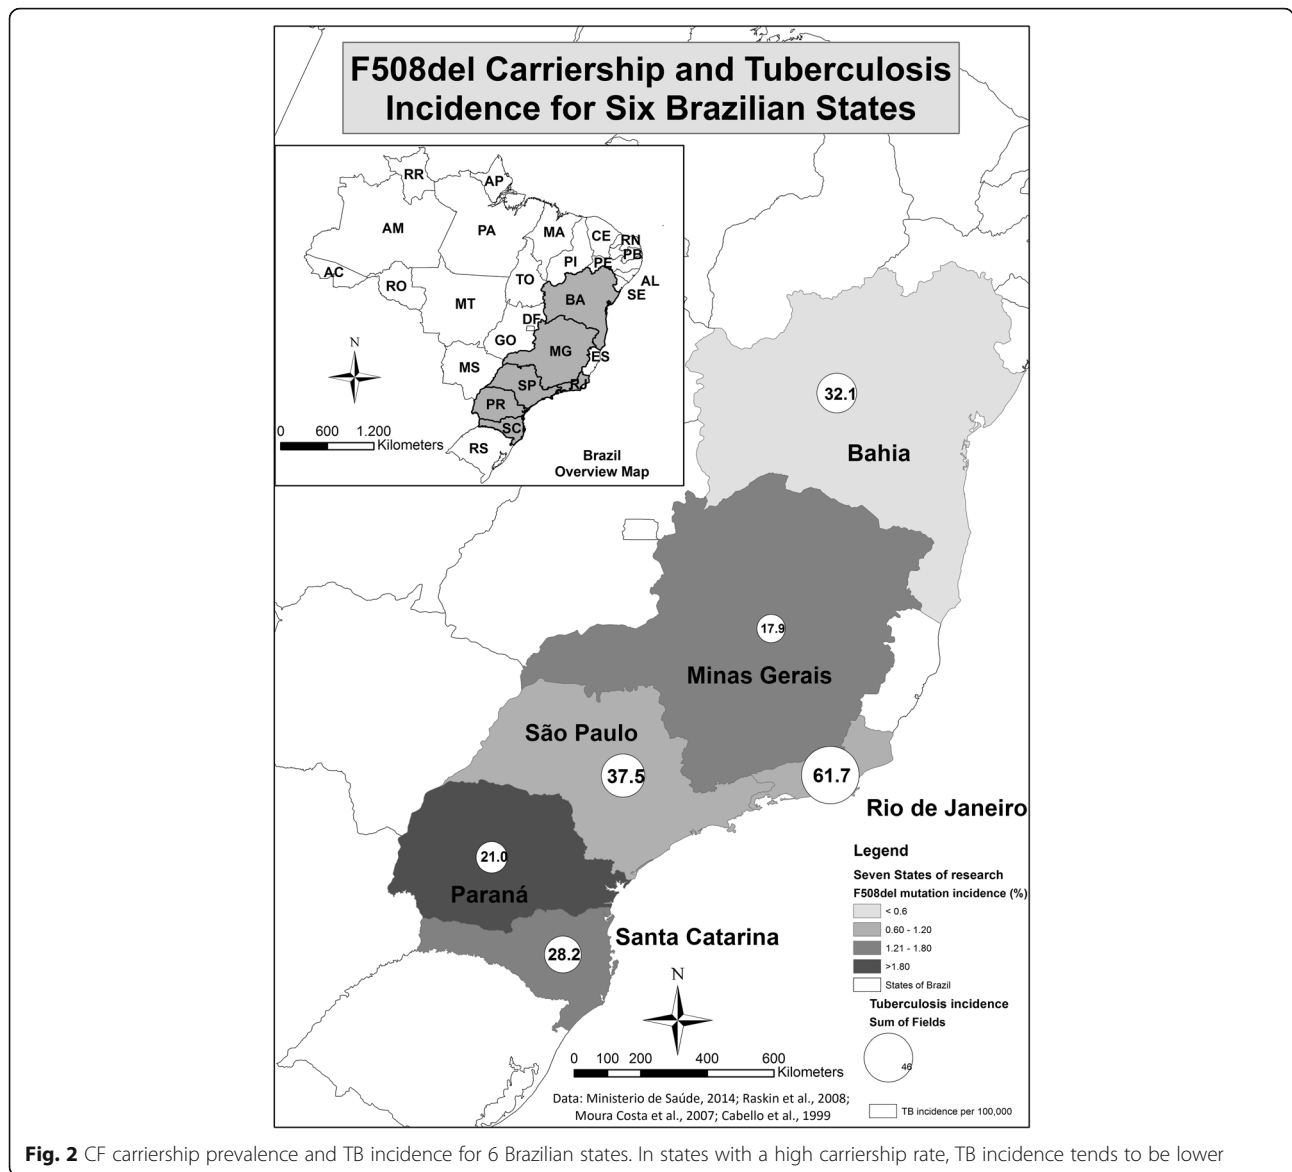 F508del Carriership and Tuberculosis
Incidence for Six Brazilian States
RR
AP
AM
PA
MA
CE
RN
PB
PI
PE
AC
RO
TO
AL
SE
MT
BA
DF
GO
MG
ES
MS
SP
RJ
PR
SC
RS
N
0 600 1.200
Kilometers
Brazil
Overview Map
32.1
Bahia
17.9
Minas Gerais
São Paulo
37.5
61.7
Rio de Janeiro
21.0
Paraná
Santa Catarina
28.2
N
0 100 200 400 600
Kilometers
Data: Ministerio de Saúde, 2014; Raskin et al., 2008;
Moura Costa et al., 2007; Cabello et al., 1999
Legend
Seven States of research
F508del mutation incidence (%)
< 0.6
0.60 - 1.20
1.21 - 1.80
>1.80
States of Brazil
Tuberculosis incidence
Sum of Fields
46
TB incidence per 100,000
Fig. 2 CF carriership prevalence and TB incidence for 6 Brazilian states. In states with a high carriership rate, TB incidence tends to be lower